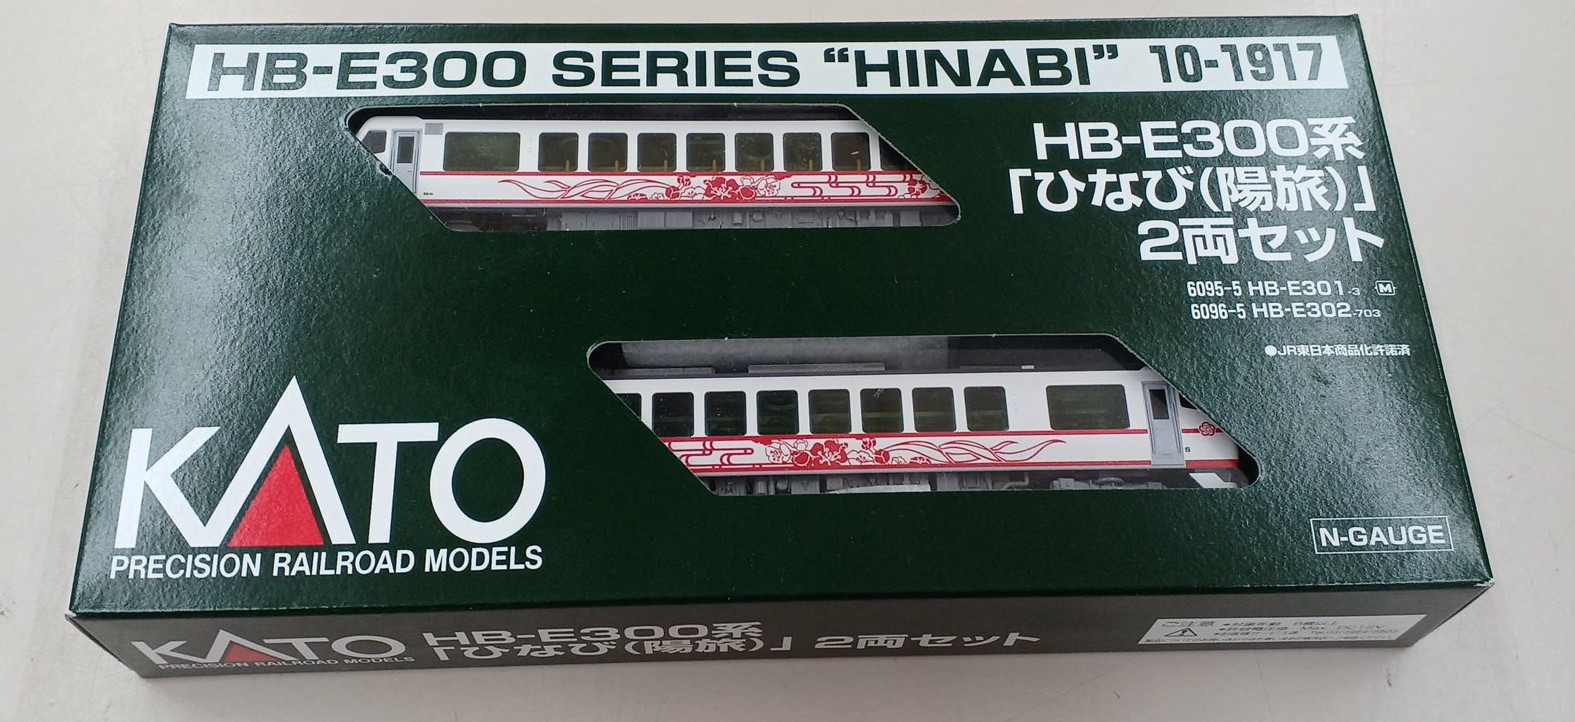 HB-E300 SERIES “HINABI” 10-1917
HB-E300系
「ひなび(陽旅)」
2両セット
6095-5 HB-E301-3 M
6096-5 HB-E302-703
●JR東日本商品化許諾済
KATO
PRECISION RAILROAD MODELS
N-GAUGE
KATO
PRECISION RAILROAD MODELS
HB-E300系
「ひなび(陽旅)」2両セット
ご注意